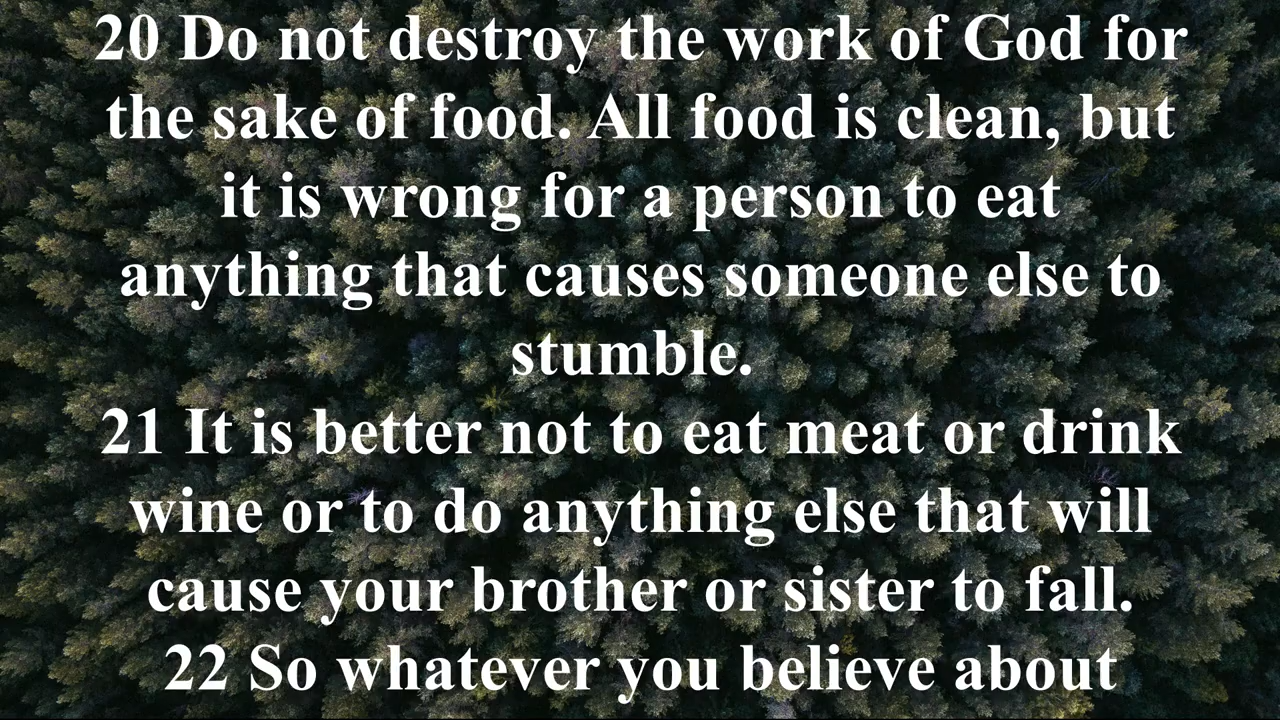 20 Do not destroy the work of God for
the sake of food. All food is clean, but
it is wrong for a person to eat
anything that causes someone else to
stumble.
21 It is better not to eat meat or drink
wine or to do anything else that will
cause your brother or sister to fall.
22 So whatever you believe about